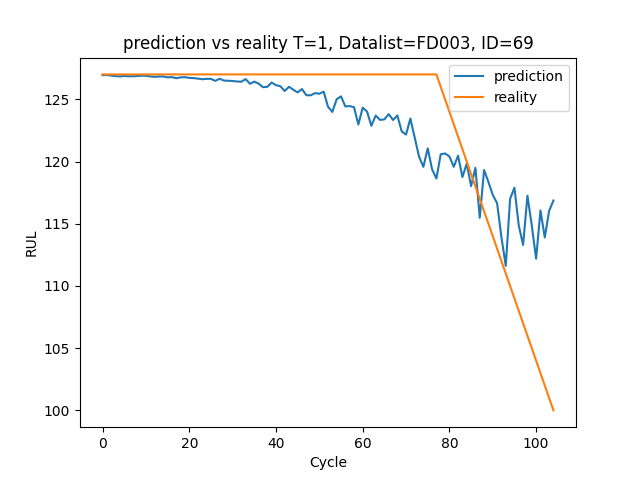 prediction vs reality T=1, Datalist=FD003, ID=69
prediction
reality
RUL
125
120
115
110
105
100
0
20
40
60
80
100
Cycle